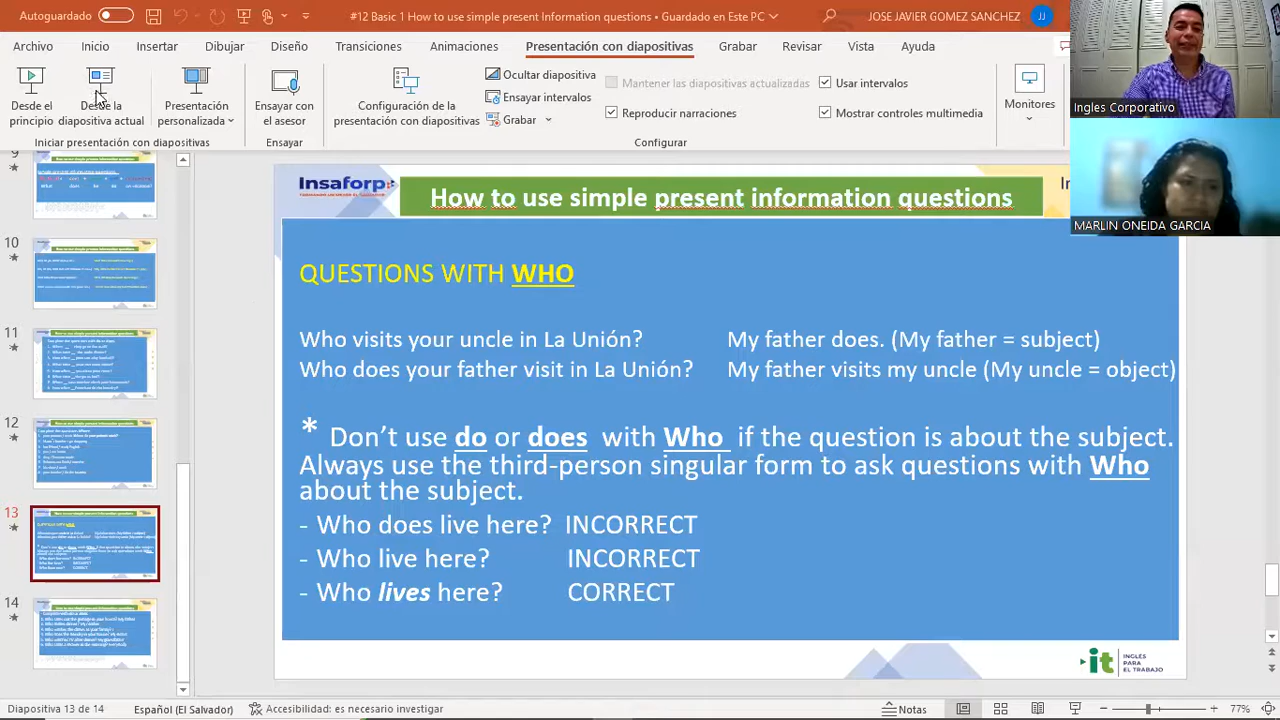 Autoguardado
#12 Basic 1 How to use simple present Information questions • Guardado en Este PC
JOSE JAVIER GOMEZ SANCHEZ
JJ
Archivo Inicio Insertar Dibujar Diseño Transiciones Animaciones Presentación con diapositivas Grabar Revisar Vista Ayuda
Desde el principio
Desde la diapositiva actual
Presentación personalizada
Iniciar presentación con diapositivas
Ensayar con el asesor
Ensayar
Configuración de la presentación con diapositivas
Ocultar diapositiva
Ensayar intervalos
Grabar
Mantener las diapositivas actualizadas
Reproducir narraciones
Usar intervalos
Mostrar controles multimedia
Configurar
Monitores
Ingles Corporativo
MARLIN ONEIDA GARCIA
10
11
12
13
14
Insaforp
How to use simple present information questions
QUESTIONS WITH WHO
Who visits your uncle in La Unión? My father does. (My father = subject)
Who does your father visit in La Unión? My father visits my uncle (My uncle = object)
* Don't use do or does with Who if the question is about the subject.
Always use the third-person singular form to ask questions with Who
about the subject.
- Who does live here? INCORRECT
- Who live here? INCORRECT
- Who lives here? CORRECT
it INGLÉS PARA EL TRABAJO
Diapositiva 13 de 14 Español (El Salvador) Accesibilidad: es necesario investigar Notas 77%